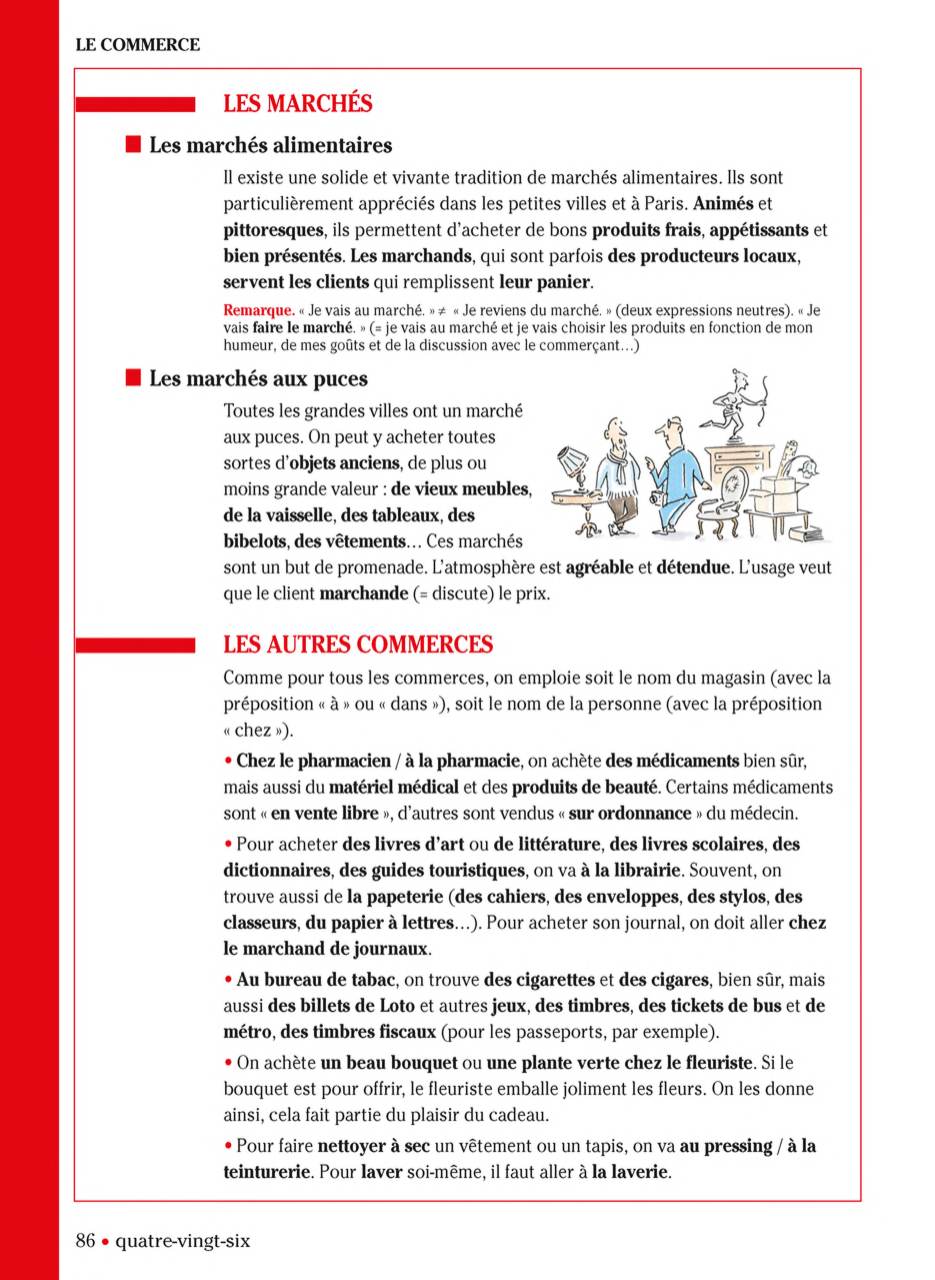 LE COMMERCE
LES MARCHÉS
Les marchés alimentaires
Il existe une solide et vivante tradition de marchés alimentaires. Ils sont
particulièrement appréciés dans les petites villes et à Paris. Animés et
pittoresques, ils permettent d'acheter de bons produits frais, appétissants et
bien présentés. Les marchands, qui sont parfois des producteurs locaux,
servent les clients qui remplissent leur panier.
Remarque. « Je vais au marché. » ≠ « Je reviens du marché. » (deux expressions neutres). « Je
vais faire le marché. » (= je vais au marché et je vais choisir les produits en fonction de mon
humeur, de mes goûts et de la discussion avec le commerçant…)
Les marchés aux puces
Toutes les grandes villes ont un marché
aux puces. On peut y acheter toutes
sortes d'objets anciens, de plus ou
moins grande valeur : de vieux meubles,
de la vaisselle, des tableaux, des
bibelots, des vêtements… Ces marchés
sont un but de promenade. L'atmosphère est agréable et détendue. L'usage veut
que le client marchande (= discute) le prix.
LES AUTRES COMMERCES
Comme pour tous les commerces, on emploie soit le nom du magasin (avec la
préposition « à » ou « dans »), soit le nom de la personne (avec la préposition
« chez »).
• Chez le pharmacien / à la pharmacie, on achète des médicaments bien sûr,
mais aussi du matériel médical et des produits de beauté. Certains médicaments
sont « en vente libre », d'autres sont vendus « sur ordonnance » du médecin.
• Pour acheter des livres d'art ou de littérature, des livres scolaires, des
dictionnaires, des guides touristiques, on va à la librairie. Souvent, on
trouve aussi de la papeterie (des cahiers, des enveloppes, des stylos, des
classeurs, du papier à lettres…). Pour acheter son journal, on doit aller chez
le marchand de journaux.
• Au bureau de tabac, on trouve des cigarettes et des cigares, bien sûr, mais
aussi des billets de Loto et autres jeux, des timbres, des tickets de bus et de
métro, des timbres fiscaux (pour les passeports, par exemple).
• On achète un beau bouquet ou une plante verte chez le fleuriste. Si le
bouquet est pour offrir, le fleuriste emballe joliment les fleurs. On les donne
ainsi, cela fait partie du plaisir du cadeau.
• Pour faire nettoyer à sec un vêtement ou un tapis, on va au pressing / à la
teinturerie. Pour laver soi-même, il faut aller à la laverie.
86 • quatre-vingt-six